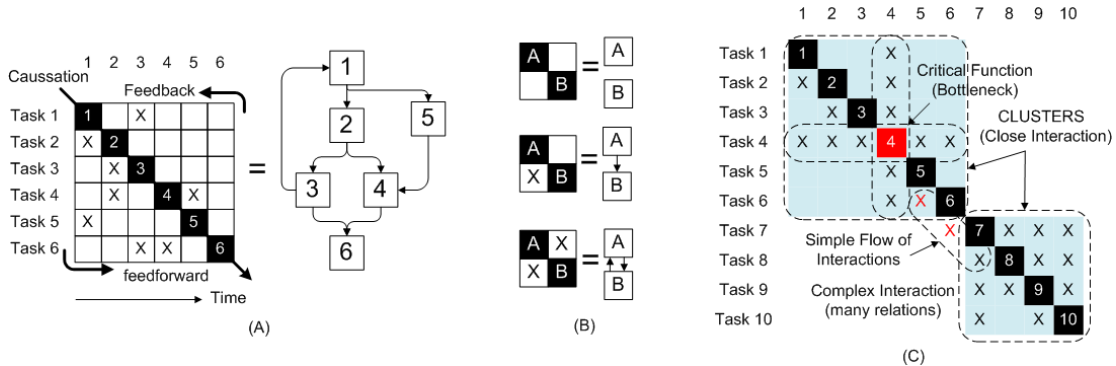 1 2 3 4 5 6
Caussation
Feedback
Task 1 1 X
Task 2 X 2
Task 3 X 3
Task 4 X 4 X
Task 5 X 5
Task 6 X X 6
feedforward
Time
=
1
2
5
3
4
6
(A)
A
B
=
A
B
A
X B
=
A
B
A X
X B
=
A
B
(B)
1 2 3 4 5 6 7 8 9 10
Task 1 1 X
Task 2 X 2 X
Task 3 X 3 X
Task 4 X X X 4 X X
Task 5 X 5
Task 6 X X 6
Task 7 X 7 X X X
Task 8 X 8 X X
Task 9 X X 9 X
Task 10 X X 10
Critical Function
(Bottleneck)
CLUSTERS
(Close Interaction)
Simple Flow of
Interactions
Complex Interaction
(many relations)
(C)